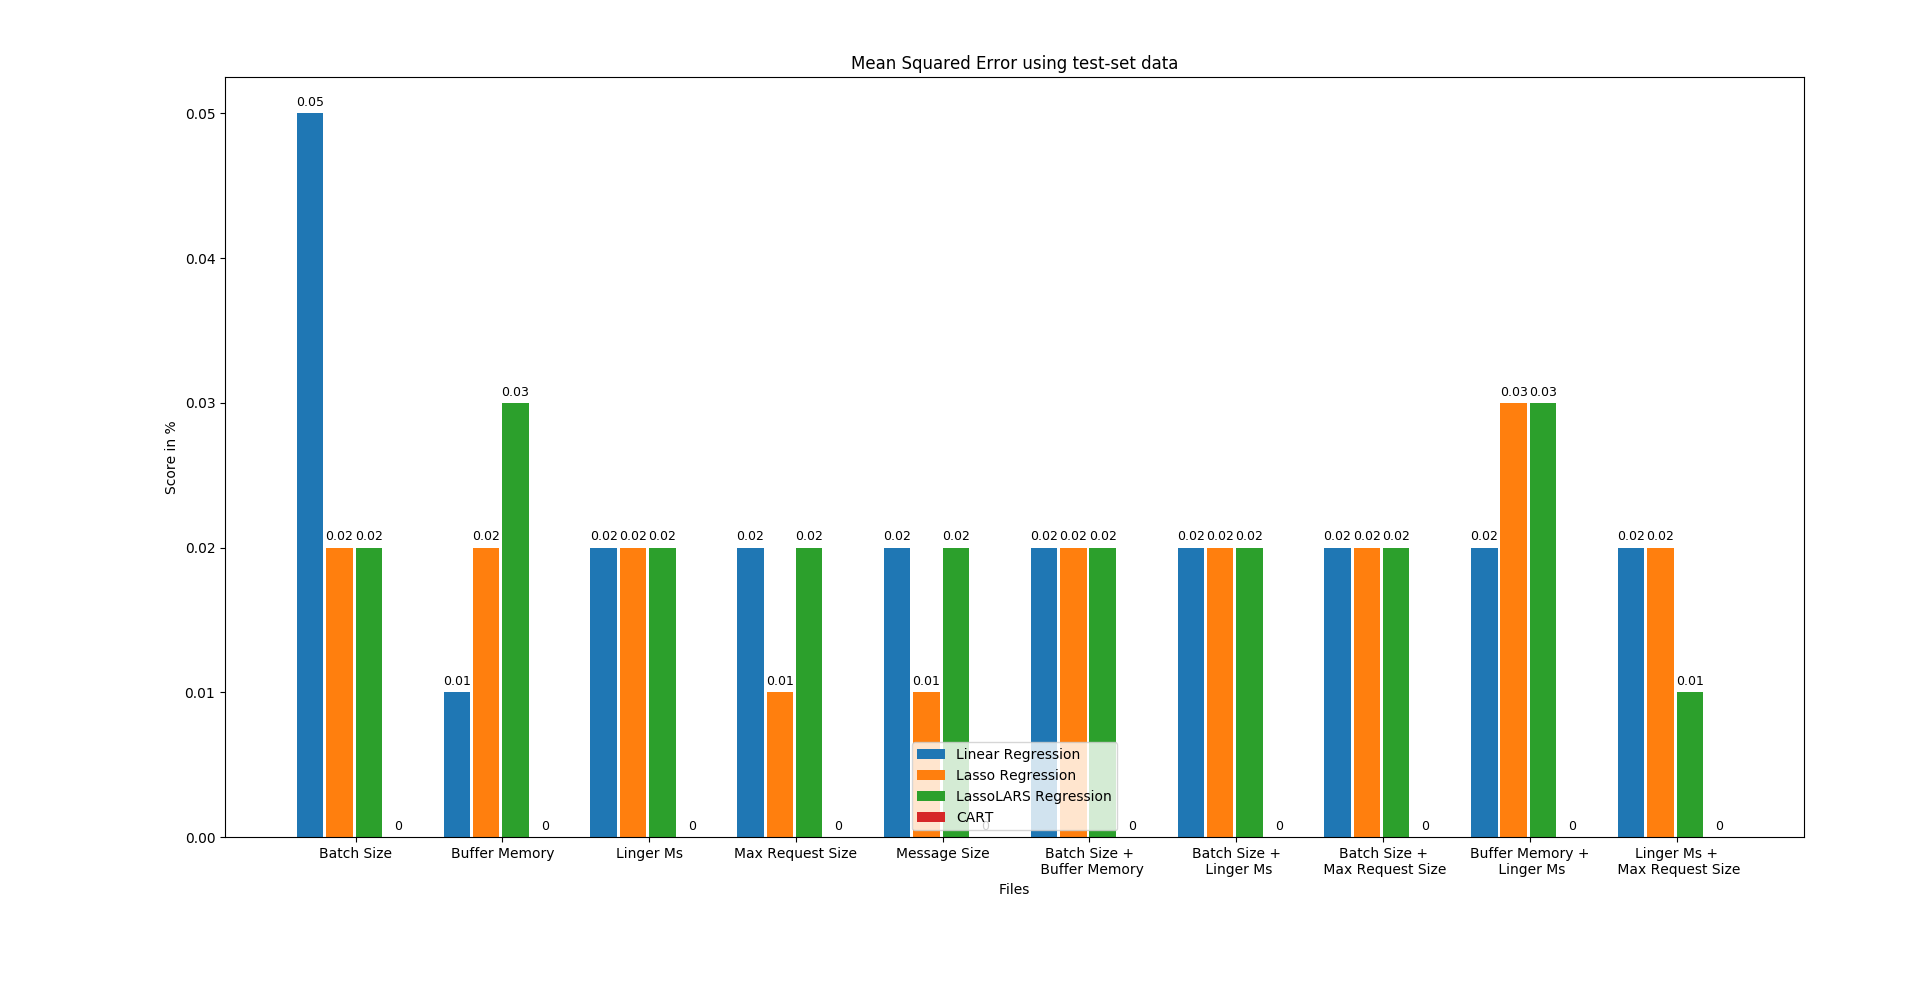 Mean Squared Error using test-set data
0.05
0.05
0.04
0.03
0.03
0.03 0.03
0.02
0.02 0.02
0.02
0.02 0.02 0.02
0.02
0.02
0.02
0.02
0.02 0.02 0.02
0.02 0.02 0.02
0.02 0.02 0.02
0.02
0.02 0.02
0.01
0.01
0.01
0.01
0.01
0.00
0
0
0
0
0
0
0
0
0
0
Score in %
Linear Regression
Lasso Regression
LassoLARS Regression
CART
Batch Size
Buffer Memory
Linger Ms
Max Request Size
Message Size
Batch Size +
Buffer Memory
Batch Size +
Linger Ms
Batch Size +
Max Request Size
Buffer Memory +
Linger Ms
Linger Ms +
Max Request Size
Files